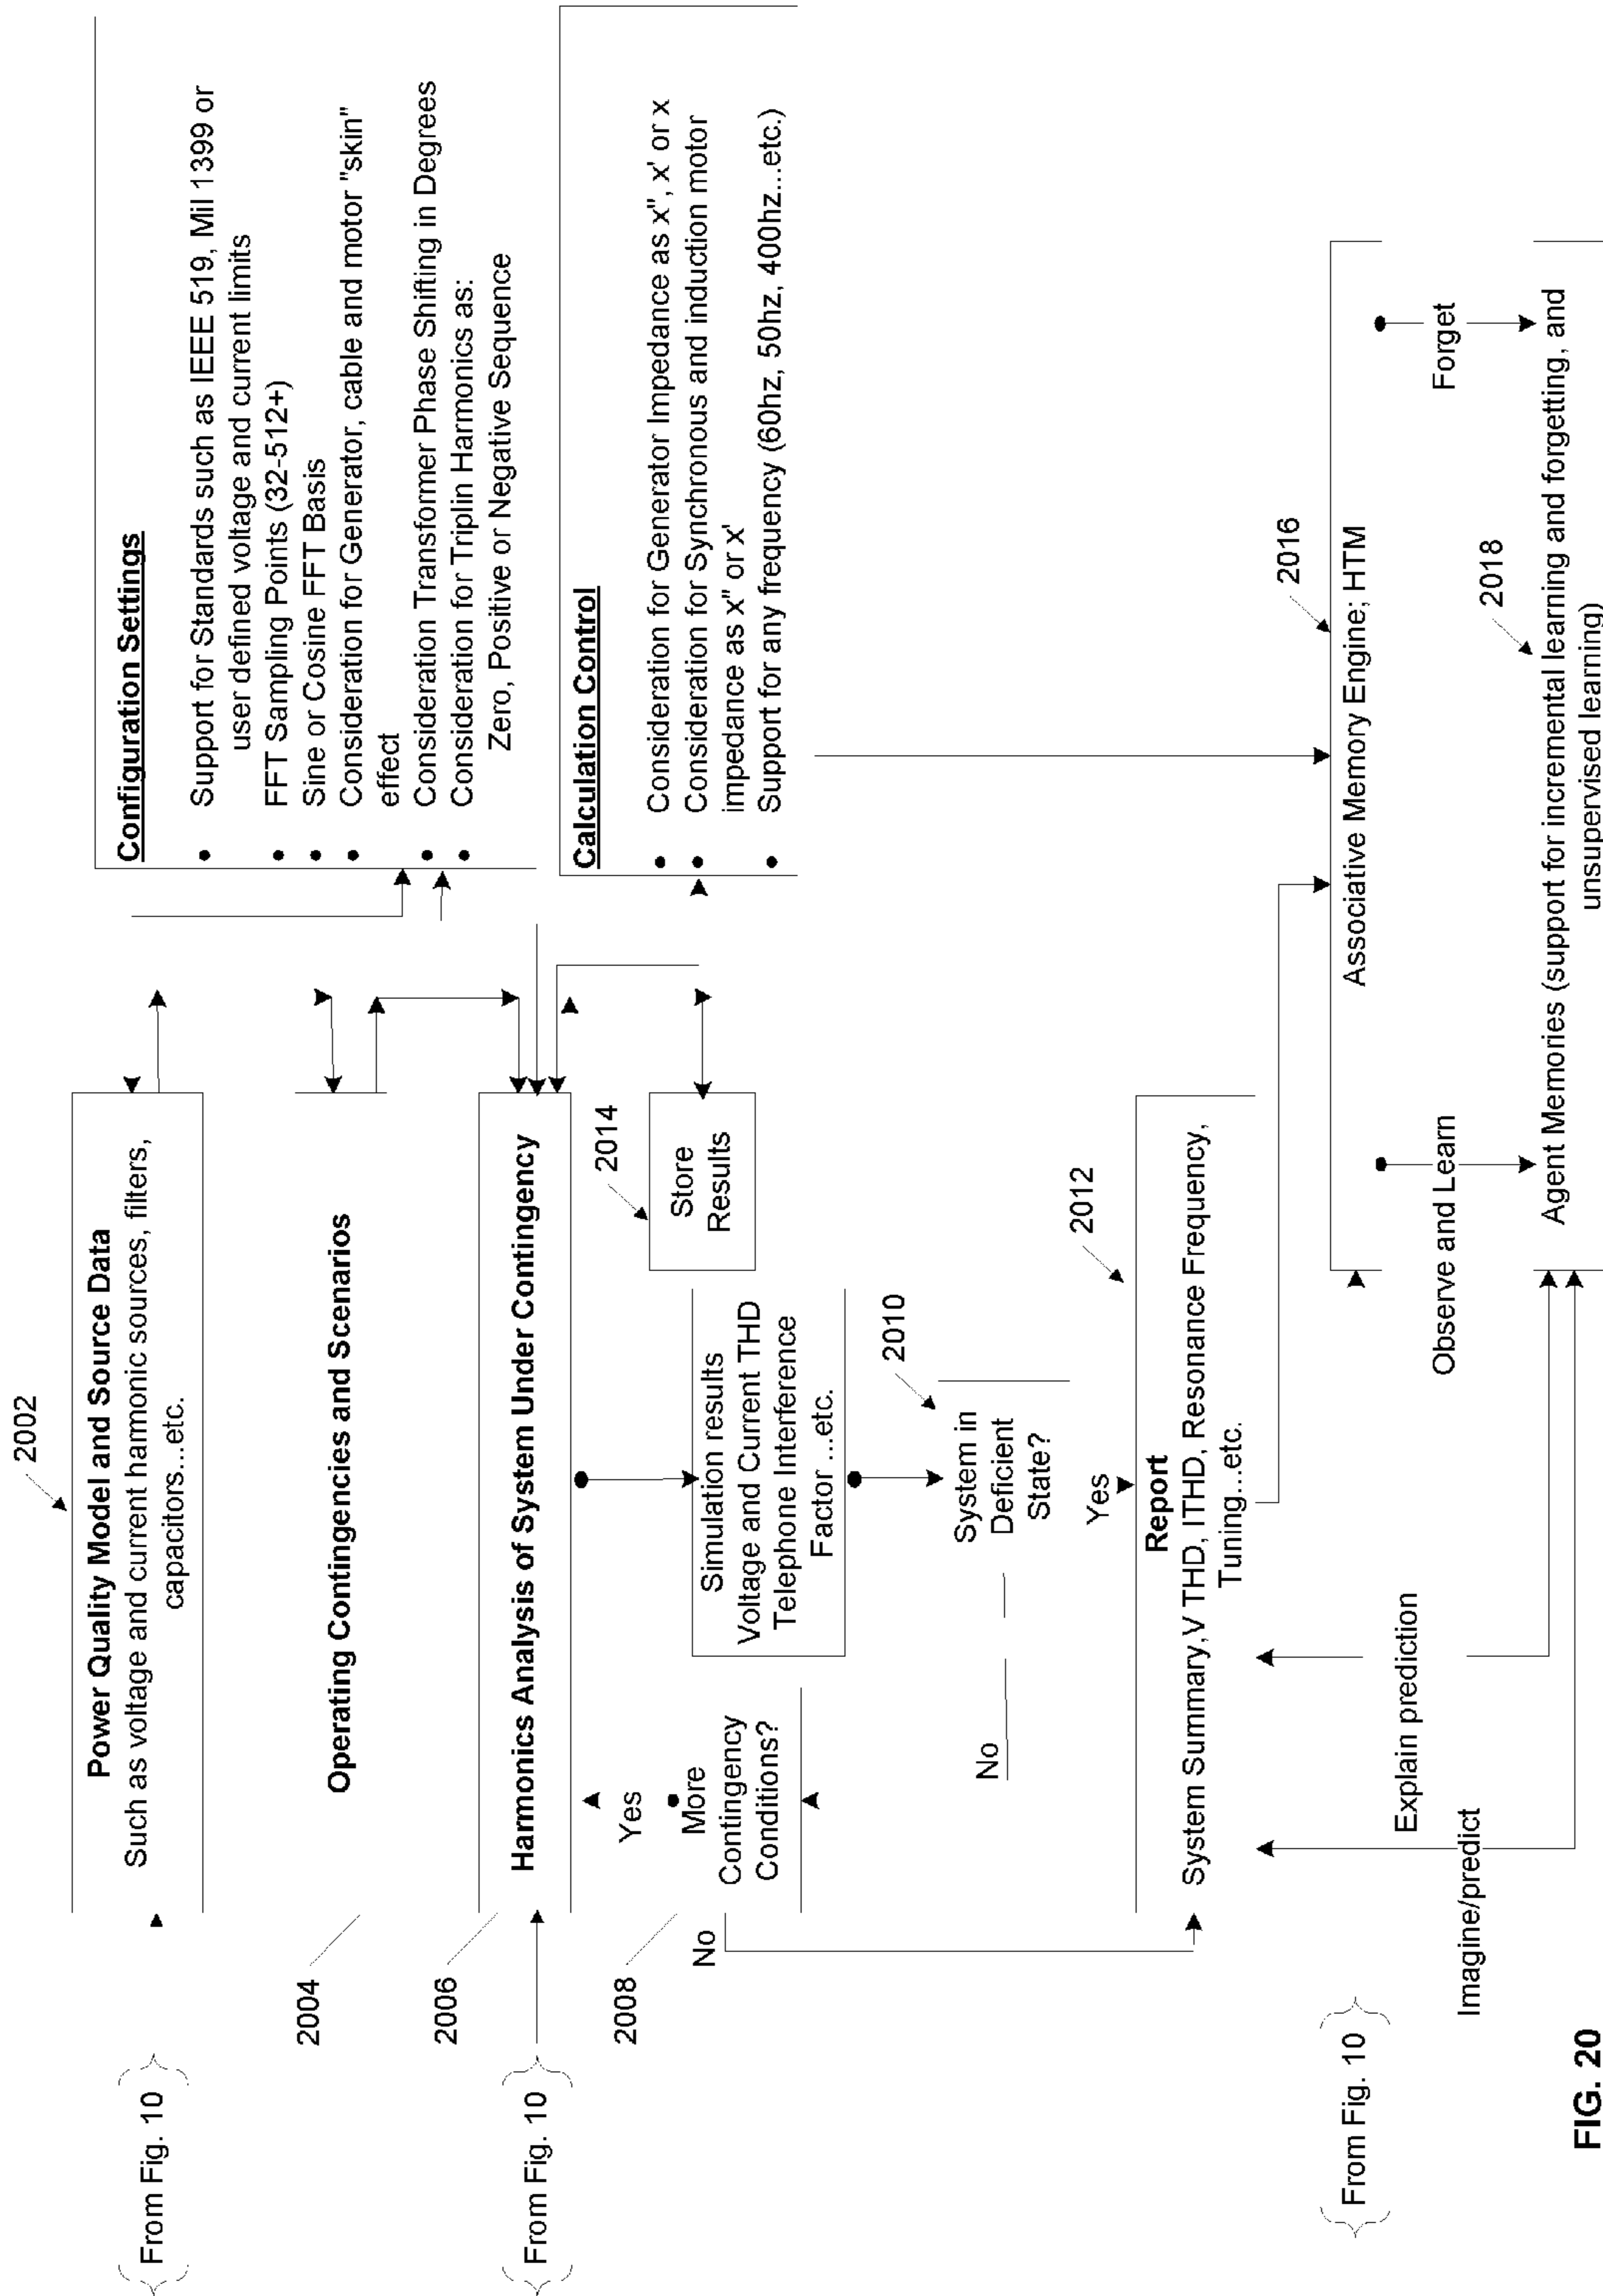 2002
Power Quality Model and Source Data
Such as voltage and current harmonic sources, filters,
capacitors...etc.
From Fig. 10
Configuration Settings
• Support for Standards such as IEEE 519, Mil 1399 or
user defined voltage and current limits
• FFT Sampling Points (32-512+)
• Sine or Cosine FFT Basis
• Consideration for Generator, cable and motor "skin"
effect
• Consideration Transformer Phase Shifting in Degrees
• Consideration for Triplin Harmonics as:
Zero, Positive or Negative Sequence
2004
Operating Contingencies and Scenarios
2006
From Fig. 10
Harmonics Analysis of System Under Contingency
Calculation Control
• Consideration for Generator Impedance as x", x' or x
• Consideration for Synchronous and induction motor
impedance as x" or x'
• Support for any frequency (60hz, 50hz, 400hz...etc.)
2008
Yes
More
Contingency
Conditions?
No
Simulation results
Voltage and Current THD
Telephone Interference
Factor ...etc.
2014
Store
Results
2010
System in
Deficient
State?
No
Yes
2012
Report
System Summary,V THD, ITHD, Resonance Frequency,
Tuning...etc.
Explain prediction
Imagine/predict
From Fig. 10
2016
Associative Memory Engine; HTM
Observe and Learn
Forget
2018
Agent Memories (support for incremental learning and forgetting, and
unsupervised learning)
FIG. 20